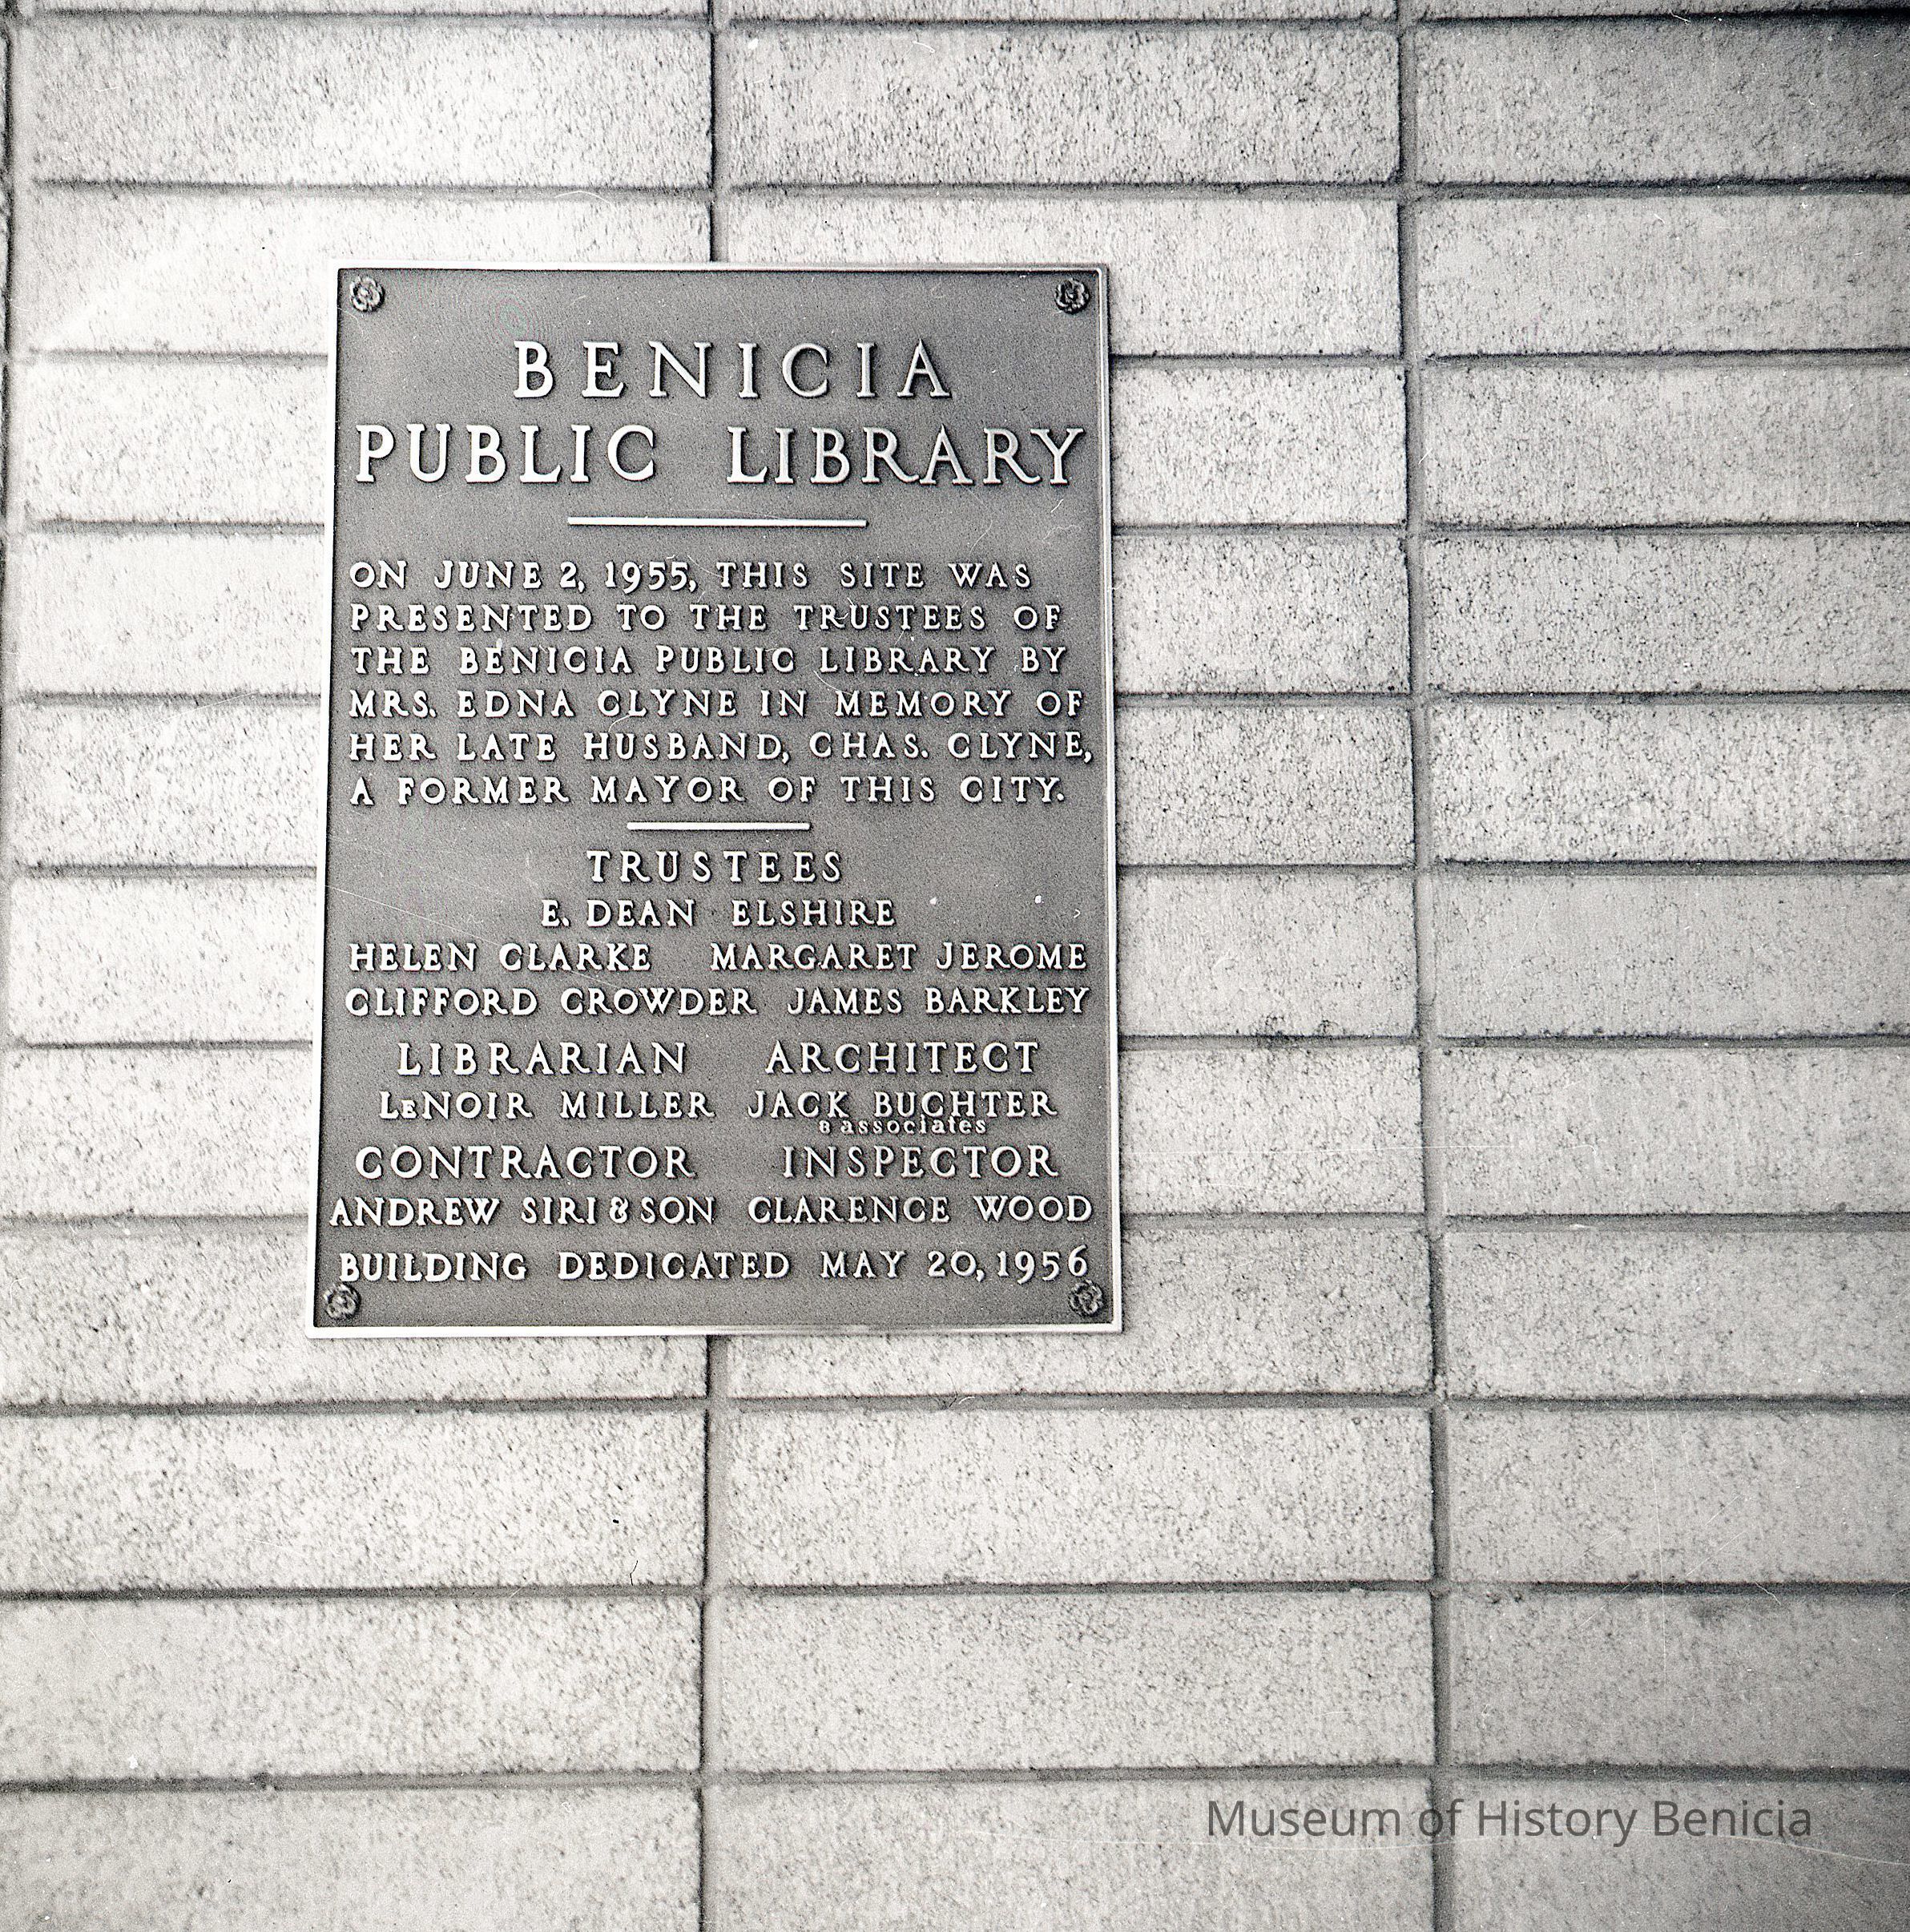 BENICIA
PUBLIC LIBRARY
ON JUNE 2, 1955, THIS SITE WAS
PRESENTED TO THE TRUSTEES OF
THE BENICIA PUBLIC LIBRARY BY
MRS. EDNA CLYNE IN MEMORY OF
HER LATE HUSBAND, CHAS. CLYNE,
A FORMER MAYOR OF THIS CITY.
TRUSTEES
E. DEAN ELSHIRE
HELEN CLARKE MARGARET JEROME
CLIFFORD CROWDER JAMES BARKLEY
LIBRARIAN ARCHITECT
LENOIR MILLER JACK BUCHTER
& associates
CONTRACTOR INSPECTOR
ANDREW SIRI & SON CLARENCE WOOD
BUILDING DEDICATED MAY 20, 1956
Museum of History Benicia